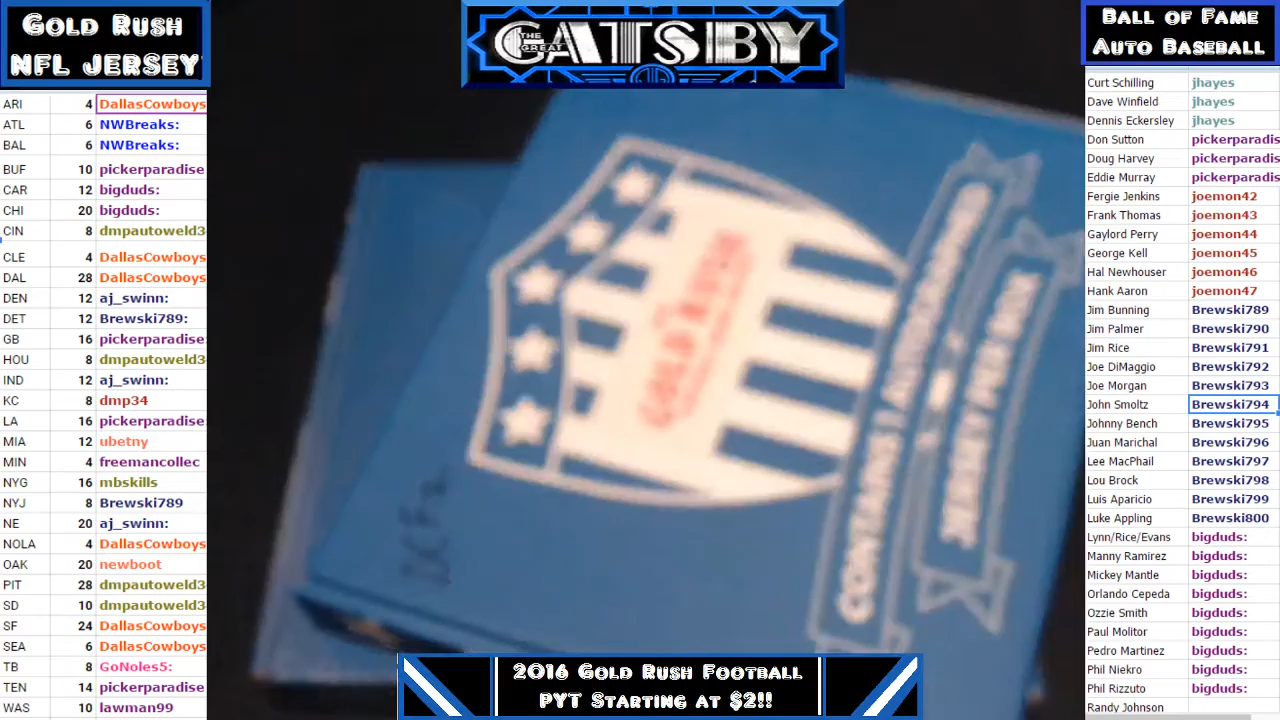 GOLD RUSH
NFL JERSEY
ARI 4 DallasCowboys
ATL 6 NWBreaks:
BAL 6 NWBreaks:
BUF 10 pickerparadise
CAR 12 bigduds:
CHI 20 bigduds:
CIN 8 dmpautoweld3
CLE 4 DallasCowboys
DAL 28 DallasCowboys
DEN 12 aj_swinn:
DET 12 Brewski789:
GB 16 pickerparadise:
HOU 8 dmpautoweld3
IND 12 aj_swinn:
KC 8 dmp34
LA 16 pickerparadise:
MIA 12 ubetny
MIN 4 freemancollec
NYG 16 mbskills
NYJ 8 Brewski789
NE 20 aj_swinn:
NOLA 4 DallasCowboys
OAK 20 newboot
PIT 28 dmpautoweld3
SD 10 dmpautoweld3
SF 24 DallasCowboys
SEA 6 DallasCowboys
TB 8 GoNoles5:
TEN 14 pickerparadise
WAS 10 lawman99
THE GREAT GATSBY
GOLD RUSH
CONTAINS 1 AUTOGRAPHED
JERSEY PER BOX
2016 GOLD RUSH FOOTBALL
PYT STARTING AT $2!!
BALL OF FAME
AUTO BASEBALL
Curt Schilling jhayes
Dave Winfield jhayes
Dennis Eckersley jhayes
Don Sutton pickerparadis
Doug Harvey pickerparadis
Eddie Murray pickerparadis
Fergie Jenkins joemon42
Frank Thomas joemon43
Gaylord Perry joemon44
George Kell joemon45
Hal Newhouser joemon46
Hank Aaron joemon47
Jim Bunning Brewski789
Jim Palmer Brewski790
Jim Rice Brewski791
Joe DiMaggio Brewski792
Joe Morgan Brewski793
John Smoltz Brewski794
Johnny Bench Brewski795
Juan Marichal Brewski796
Lee MacPhail Brewski797
Lou Brock Brewski798
Luis Aparicio Brewski799
Luke Appling Brewski800
Lynn/Rice/Evans bigduds:
Manny Ramirez bigduds:
Mickey Mantle bigduds:
Orlando Cepeda bigduds:
Ozzie Smith bigduds:
Paul Molitor bigduds:
Pedro Martinez bigduds:
Phil Niekro bigduds:
Phil Rizzuto bigduds:
Randy Johnson